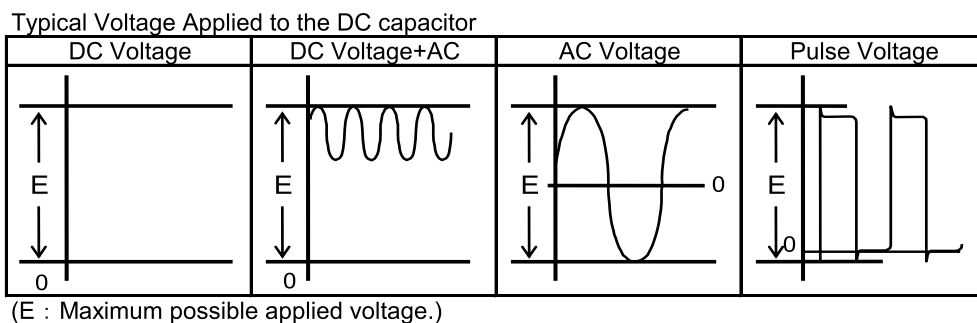 Typical Voltage Applied to the DC capacitor
DC Voltage DC Voltage+AC AC Voltage Pulse Voltage
E E E 0 E
0
0 0
(E : Maximum possible applied voltage.)